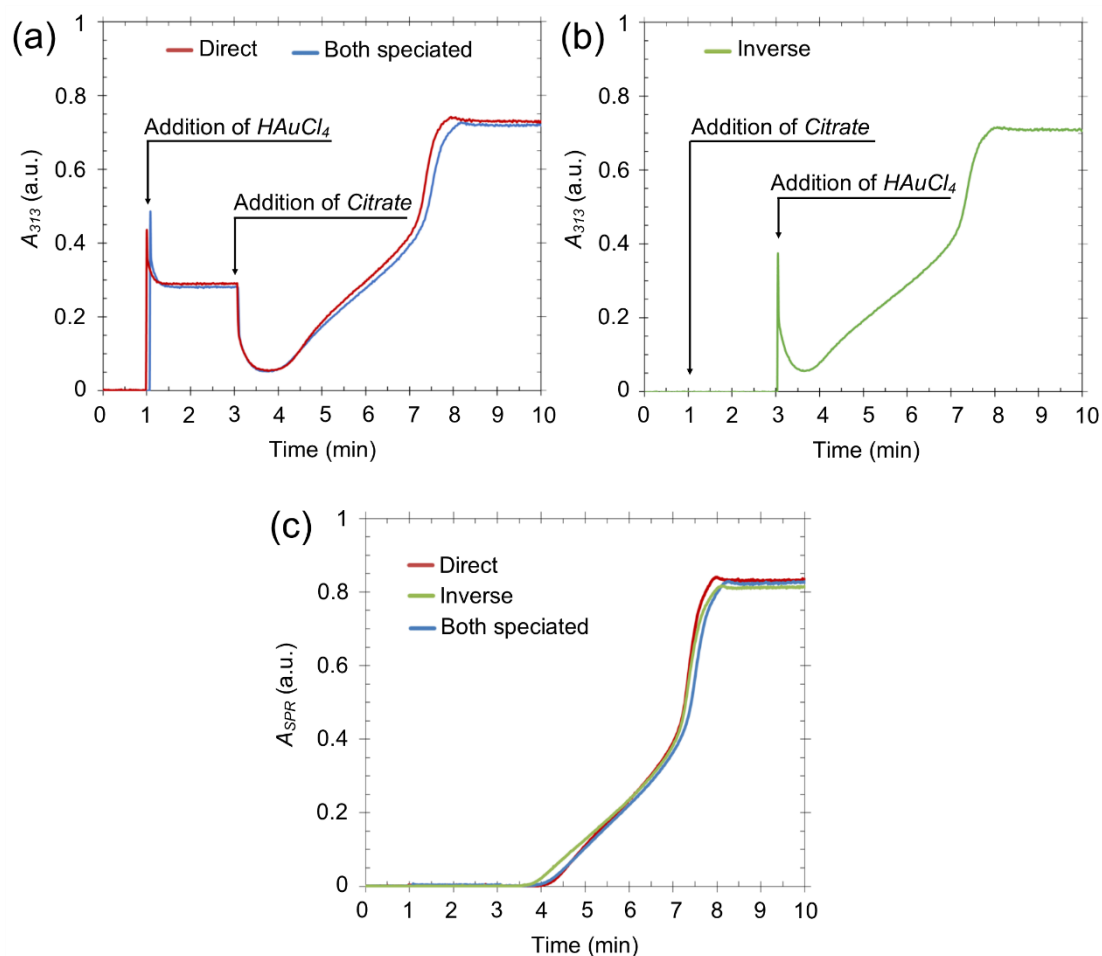 (a)
Direct Both speciated
Addition of HAuCl4
Addition of Citrate
A313 (a.u.)
1
0.8
0.6
0.4
0.2
0
0 1 2 3 4 5 6 7 8 9 10
Time (min)
(b)
Inverse
Addition of Citrate
Addition of HAuCl4
A313 (a.u.)
1
0.8
0.6
0.4
0.2
0
0 1 2 3 4 5 6 7 8 9 10
Time (min)
(c)
Direct
Inverse
Both speciated
ASPR (a.u.)
1
0.8
0.6
0.4
0.2
0
0 1 2 3 4 5 6 7 8 9 10
Time (min)